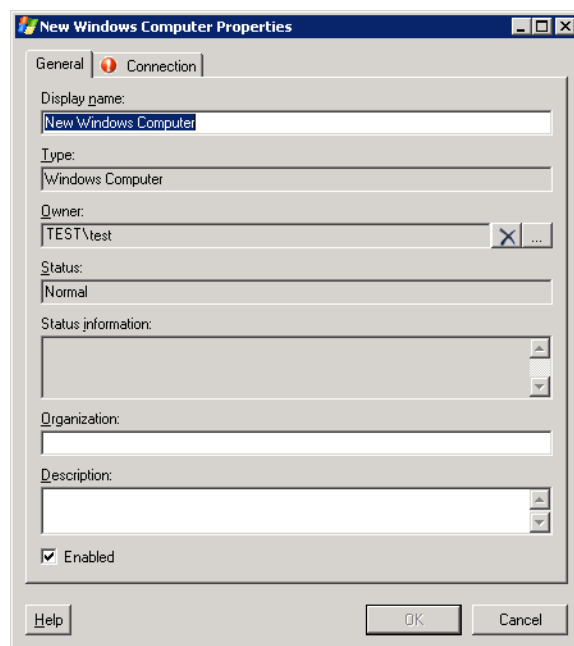 New Windows Computer Properties
General
Connection
Display name:
New Windows Computer
Type:
Windows Computer
Owner:
TEST\test
...
Status:
Normal
Status information:
Organization:
Description:
Enabled
Help
OK
Cancel